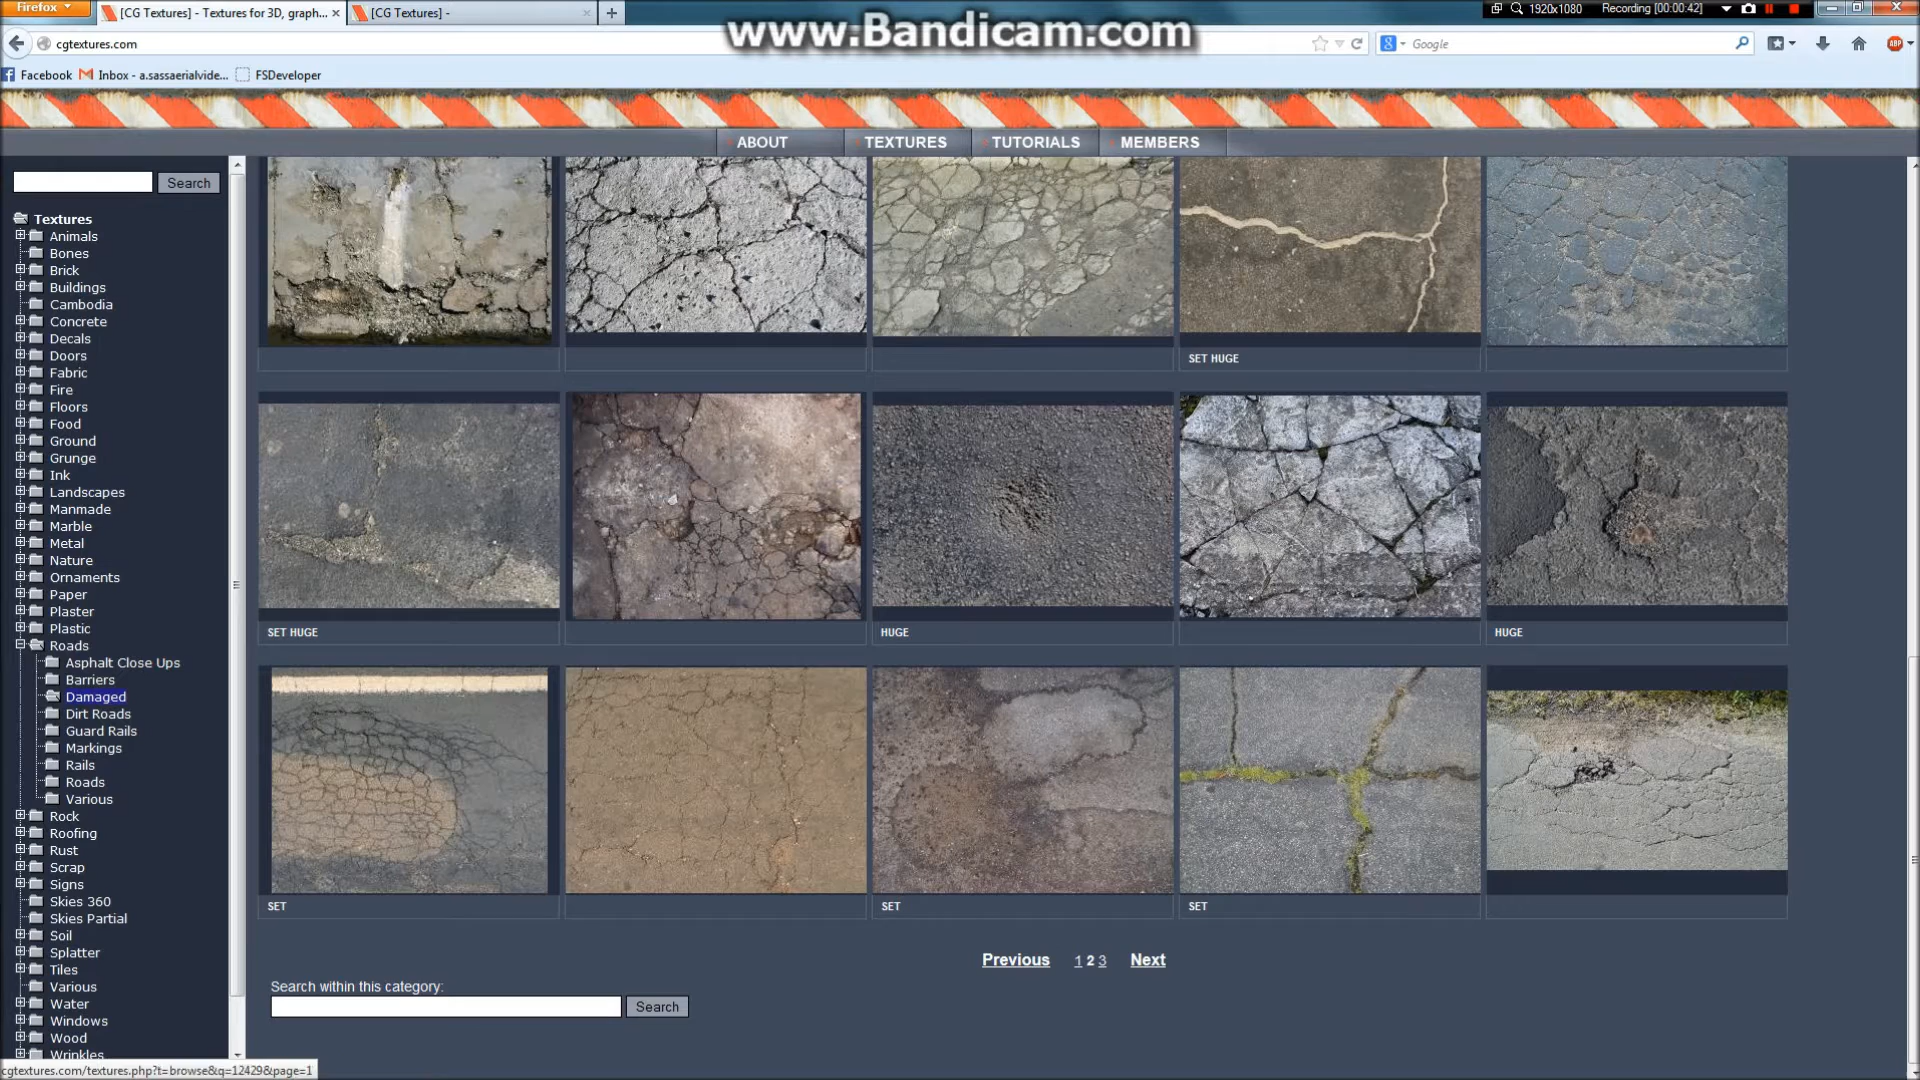 Firefox
[CG Textures] - Textures for 3D, graph...
[CG Textures] -
www.Bandicam.com
1920x1080
Recording [00:00:42]
cgtextures.com
Google
ABP
Facebook
Inbox - a.sassaerialvide...
FSDeveloper
ABOUT
TEXTURES
TUTORIALS
MEMBERS
Search
Textures
Animals
Bones
Brick
Buildings
Cambodia
Concrete
Decals
Doors
Fabric
Fire
Floors
Food
Ground
Grunge
Ink
Landscapes
Manmade
Marble
Metal
Nature
Ornaments
Paper
Plaster
Plastic
Roads
Asphalt Close Ups
Barriers
Damaged
Dirt Roads
Guard Rails
Markings
Rails
Roads
Various
Rock
Roofing
Rust
Scrap
Signs
Skies 360
Skies Partial
Soil
Splatter
Tiles
Various
Water
Windows
Wood
Wrinkles
SET HUGE
SET HUGE
HUGE
HUGE
SET
SET
SET
Previous 1 2 3 Next
Search within this category:
Search
cgtextures.com/textures.php?t=browse&q=12429&page=1